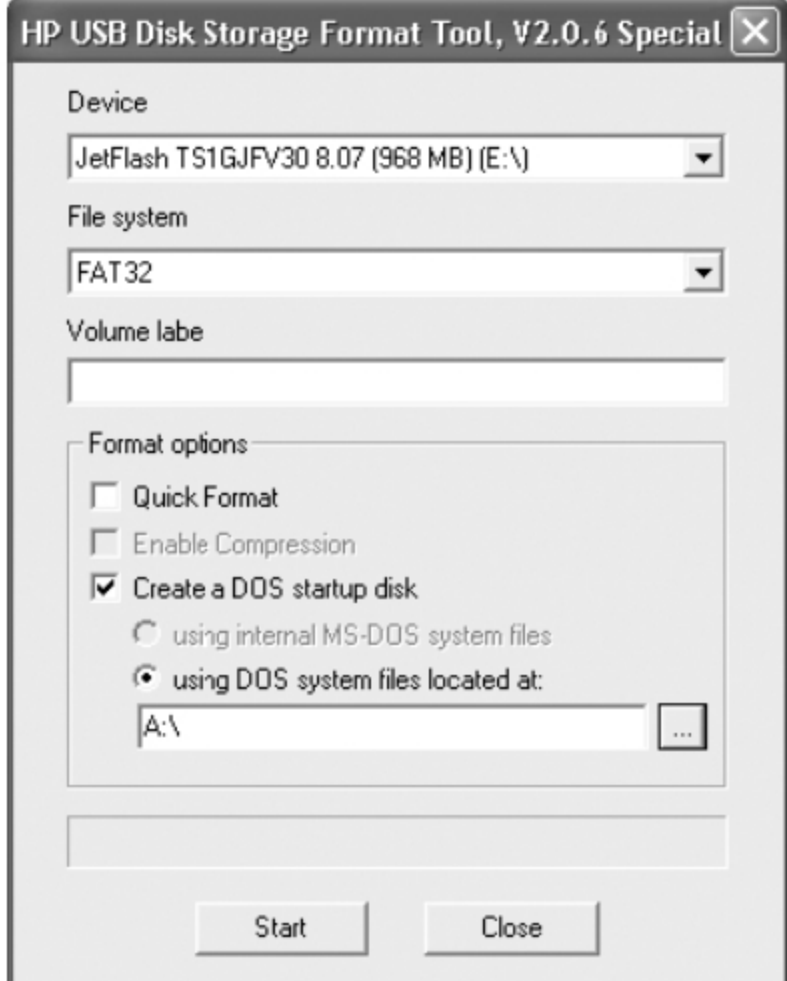 HP USB Disk Storage Format Tool, V2.0.6 Special
Device
JetFlash TS1GJFV30 8.07 (968 MB) (E:\)
File system
FAT32
Volume labe
Format options
Quick Format
Enable Compression
Create a DOS startup disk
using internal MS-DOS system files
using DOS system files located at:
A:\
...
Start
Close